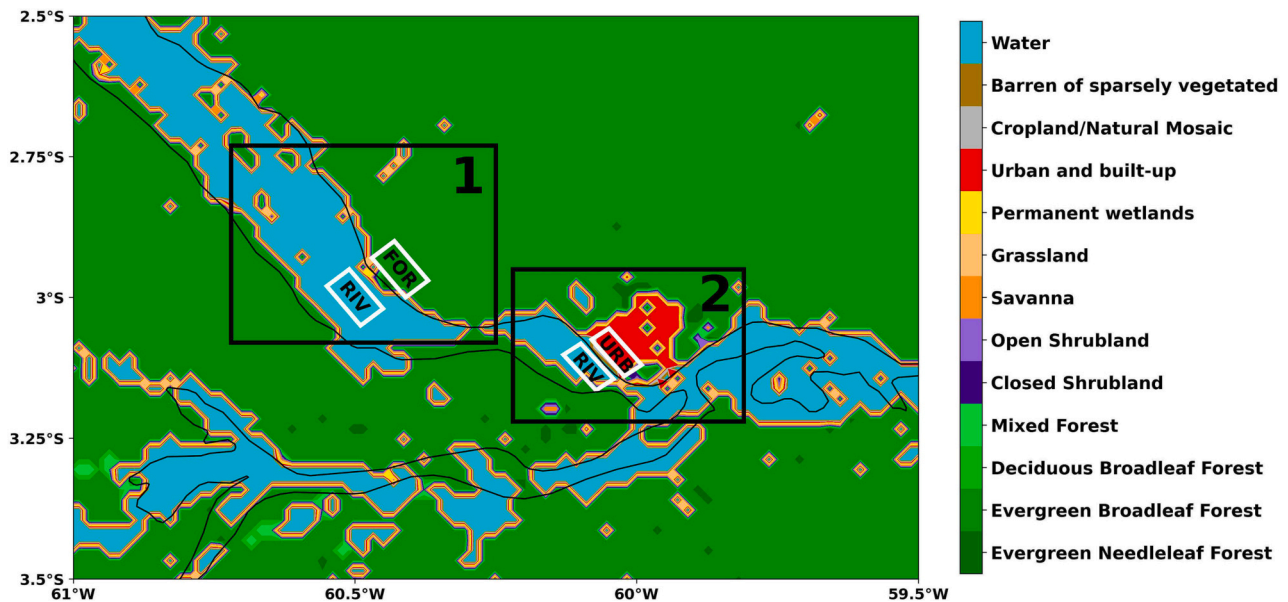 2.5°S
2.75°S
3°S
3.25°S
3.5°S
61°W
60.5°W
60°W
59.5°W
1
FOR
RIV
2
URB
RIV
Water
Barren of sparsely vegetated
Cropland/Natural Mosaic
Urban and built-up
Permanent wetlands
Grassland
Savanna
Open Shrubland
Closed Shrubland
Mixed Forest
Deciduous Broadleaf Forest
Evergreen Broadleaf Forest
Evergreen Needleleaf Forest